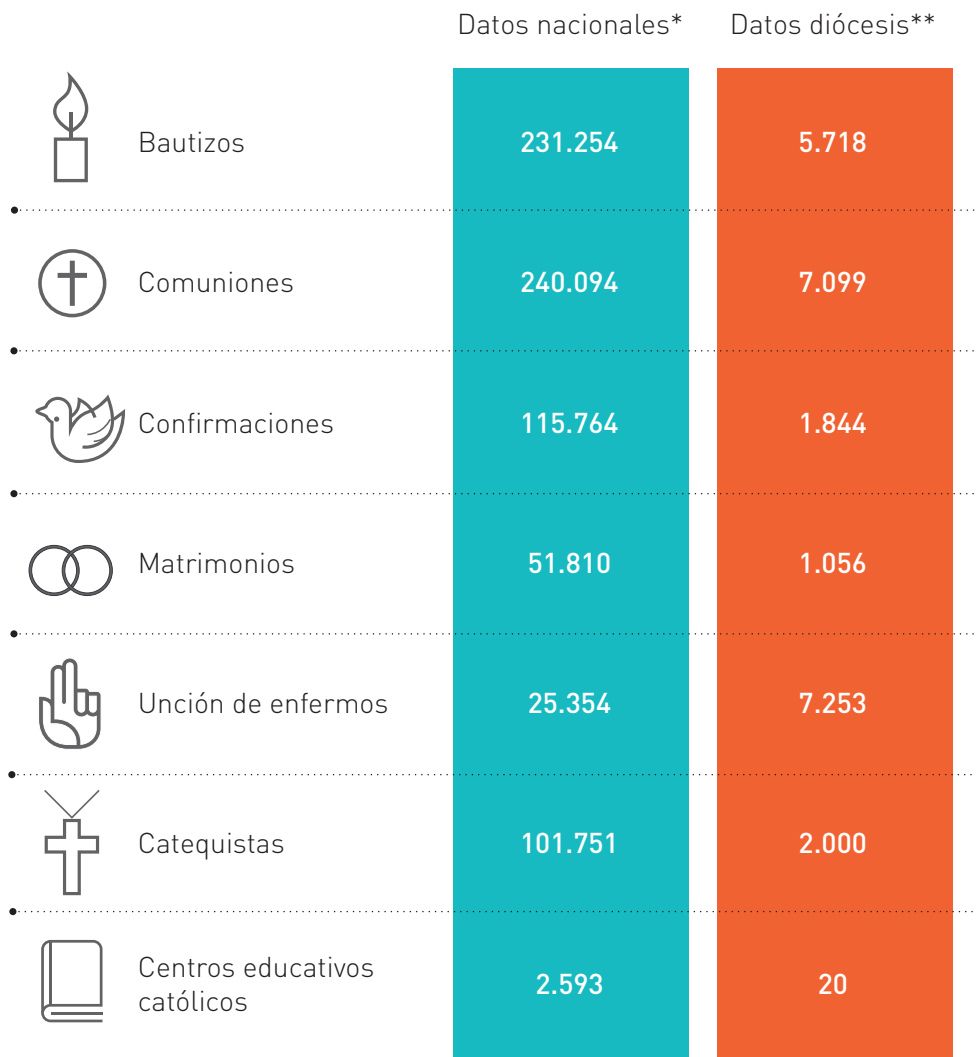 Datos nacionales* Datos diócesis**
Bautizos 231.254 5.718
Comuniones 240.094 7.099
Confirmaciones 115.764 1.844
Matrimonios 51.810 1.056
Unción de enfermos 25.354 7.253
Catequistas 101.751 2.000
Centros educativos
católicos 2.593 20